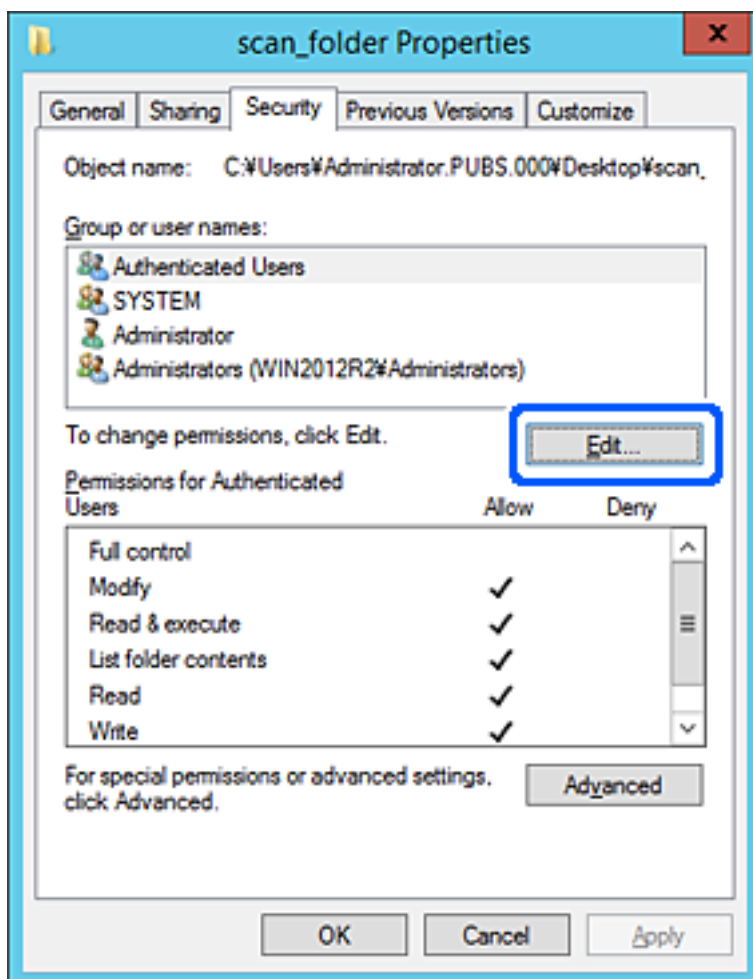 scan_folder Properties
x
General Sharing Security Previous Versions Customize
Object name: C:¥Users¥Administrator.PUBS.000¥Desktop¥scan_
Group or user names:
Authenticated Users
SYSTEM
Administrator
Administrators (WIN2012R2¥Administrators)
To change permissions, click Edit.
Edit...
Permissions for Authenticated
Users Allow Deny
Full control
Modify
Read & execute
List folder contents
Read
Write
For special permissions or advanced settings,
click Advanced.
Advanced
OK Cancel Apply